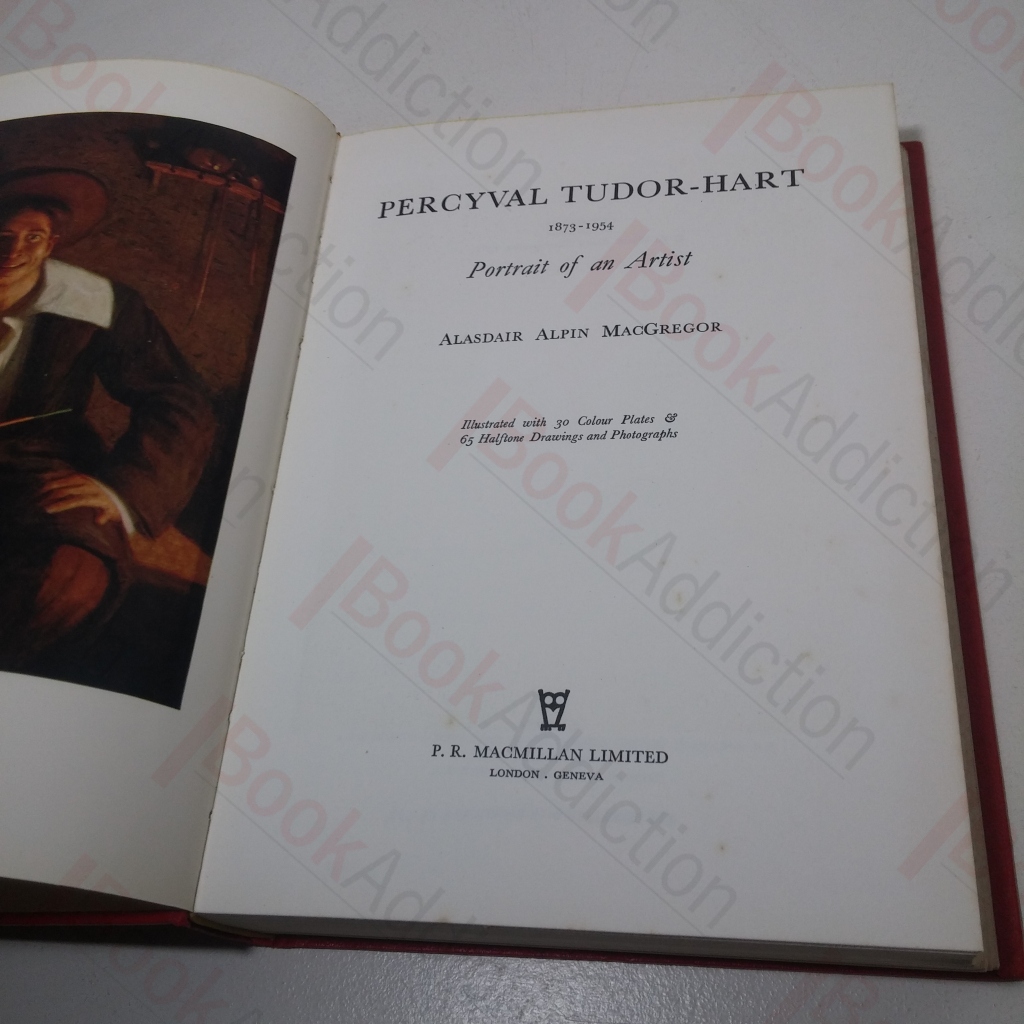 PERCYVAL TUDOR-HART
1873-1954
Portrait of an Artist
ALASDAIR ALPIN MACGREGOR
Illustrated with 30 Colour Plates &
65 Halftone Drawings and Photographs
P. R. MACMILLAN LIMITED
LONDON . GENEVA
BookAddiction